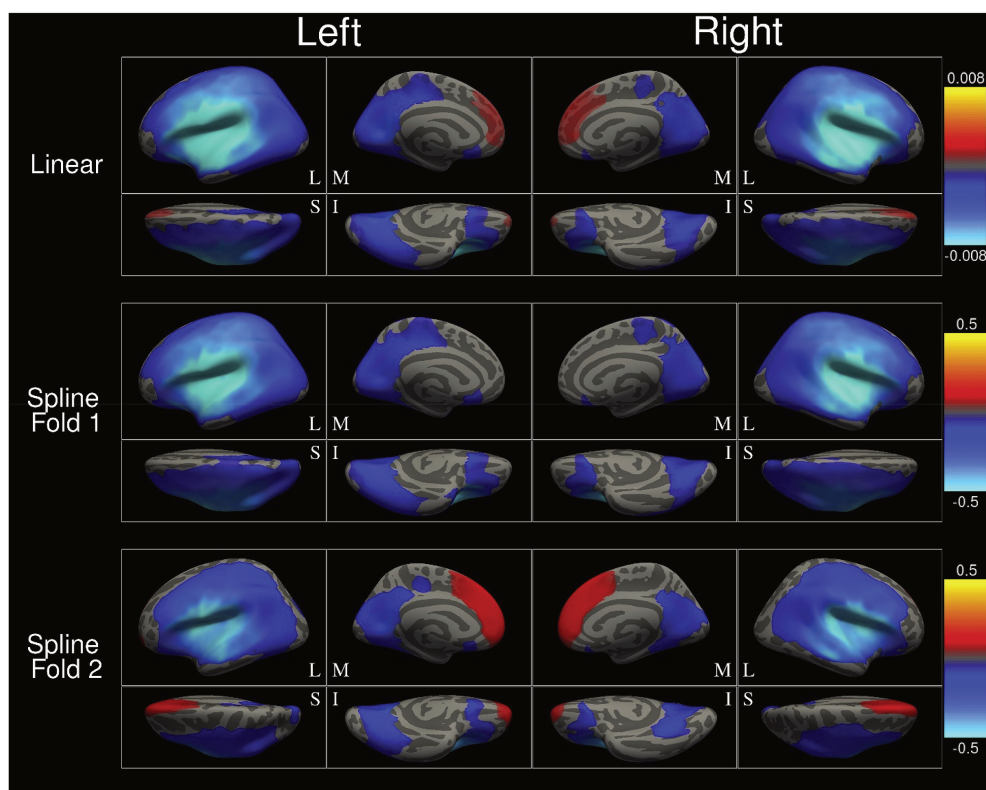 Left Right
0.008
Linear
L M M L
S I I S
-0.008
0.5
Spline
Fold 1
L M M L
S I I S
-0.5
0.5
Spline
Fold 2
L M M L
S I I S
-0.5